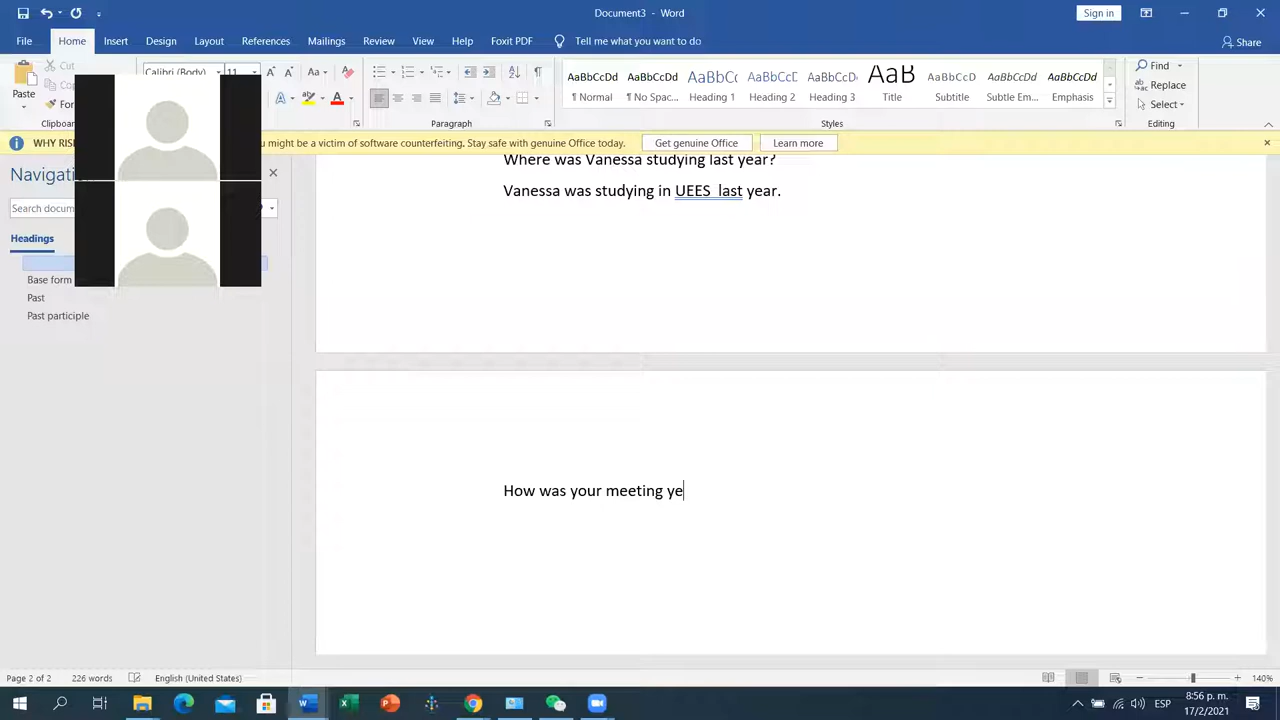 Document3 - Word
Sign in
File Home Insert Design Layout References Mailings Review View Help Foxit PDF Tell me what you want to do Share
Cut
Calibri (Body) 11 Aa
AaBbCcDd AaBbCcDd AaBbC AaBbCcD AaBbCcD AaB AaBbCcD AaBbCcDd AaBbCcDd
Find
Replace
Select
Paste
¶ Normal ¶ No Spac... Heading 1 Heading 2 Heading 3 Title Subtitle Subtle Em... Emphasis
Paragraph Styles Editing
might be a victim of software counterfeiting. Stay safe with genuine Office today. Get genuine Office Learn more
Where was Vanessa studying last year?
Vanessa was studying in UEES last year.
Headings
Base form
Past
Past participle
How was your meeting ye
Page 2 of 2 226 words English (United States) 140%
ESP
8:56 p. m.
17/2/2021